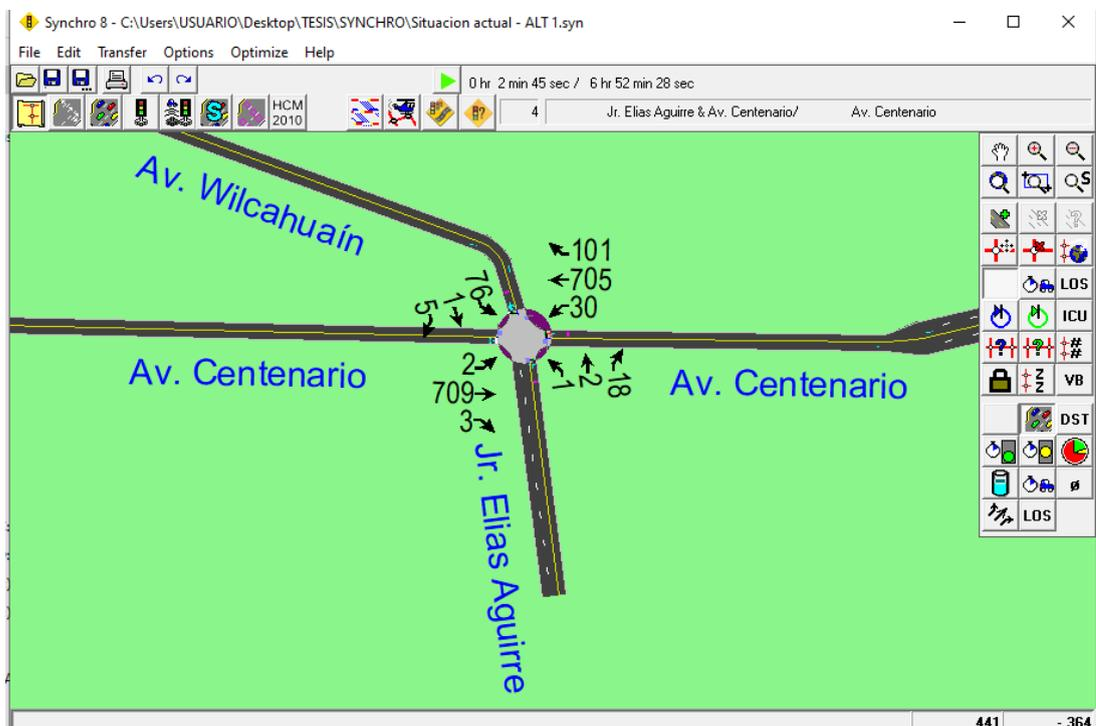 Synchro 8 - C:\Users\USUARIO\Desktop\TESIS\SYNCHRO\Situacion actual - ALT 1.syn
File Edit Transfer Options Optimize Help
0 hr 2 min 45 sec / 6 hr 52 min 28 sec
HCM 2010
4 Jr. Elias Aguirre & Av. Centenario/ Av. Centenario
Av. Wilcahuaín
101
705
30
76
1
5
Av. Centenario
2
709
3
1
2
18
Av. Centenario
Jr. Elias Aguirre
S
LOS
ICU
##
Z Z VB
DST
ø
LOS
441 - 364